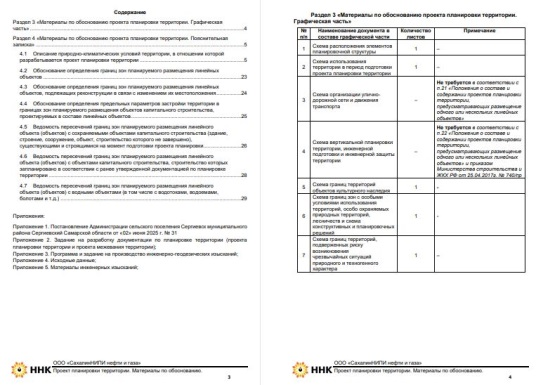 Содержание
Раздел 3 «Материалы по обоснованию проекта планировки территории. Графическая
часть» 4
Раздел 4 «Материалы по обоснованию проекта планировки территории. Пояснительная
записка» 5
4.1 Описание природно-климатических условий территории, в отношении которой
разрабатывается проект планировки территории 5
4.2 Обоснование определения границ зон планируемого размещения линейных
объектов 23
4.3 Обоснование определения границ зон планируемого размещения линейных
объектов, подлежащих реконструкции в связи с изменением их местоположения 24
4.4 Обоснование определения предельных параметров застройки территории в
границах зон планируемого размещения объектов капитального строительства,
проектируемых в составе линейных объектов 25
4.5 Ведомость пересечений границ зон планируемого размещения линейного
объекта (объектов) с сохраняемыми объектами капитального строительства (здание,
строение, сооружение, объект, строительство которого не завершено),
существующими и строящимися на момент подготовки проекта планировки территории
26
4.6 Ведомость пересечений границ зон планируемого размещения линейного
объекта (объектов) с объектами капитального строительства, строительство которых
запланировано в соответствии с ранее утвержденной документацией по планировке
территории 28
4.7 Ведомость пересечений границ зон планируемого размещения линейного
объекта (объектов) с водными объектами (в том числе с водотоками, водоемами,
болотами и т.д.) 29
Приложения:
Приложение 1. Постановления Администрации сельского поселения Сергиевск муниципального
района Сергиевский Самарской области от «02» июня 2025 г. № 31
Приложение 2. Задание на разработку документации по планировке территории (проекта
планировки территории и проекта межевания территории);
Приложение 3. Программа и задание на производство инженерно-геодезических изысканий;
Приложение 4. Исходные данные;
Приложение 5. Материалы инженерных изысканий;
ННК
ООО «СахалинНИПИ нефти и газа»
Проект планировки территории. Материалы по обоснованию.
3
Раздел 3 «Материалы по обоснованию проекта планировки территории.
Графическая часть»
№ п/п Наименование документа в составе графической части Количество листов Примечание
1 Схема расположения элементов планировочной структуры 1 –
2 Схема использования территории в период подготовки проекта планировки территории 1 –
3 Схема организации улично-дорожной сети и движения транспорта – Не требуется в соответствии с п.21 «Положения о составе и содержании проектов планировки территории, предусматривающих размещение одного или нескольких линейных объектов»
4 Схема вертикальной планировки территории, инженерной подготовки и инженерной защиты территории – Не требуется в соответствии с п.22 «Положения о составе и содержании проектов планировки территории, предусматривающих размещение одного или нескольких линейных объектов» и приказом Министерства строительства и ЖКХ РФ от 25.04.2017г. № 740/пр
5 Схема границ территорий объектов культурного наследия 1 –
6 Схема границ зон с особыми условиями использования территорий, особо охраняемых природных территорий, лесничеств и схема конструктивных и планировочных решений 1 –
7 Схема границ территорий, подверженных риску возникновения чрезвычайных ситуаций природного и техногенного характера 1 –
ННК
ООО «СахалинНИПИ нефти и газа»
Проект планировки территории. Материалы по обоснованию.
4